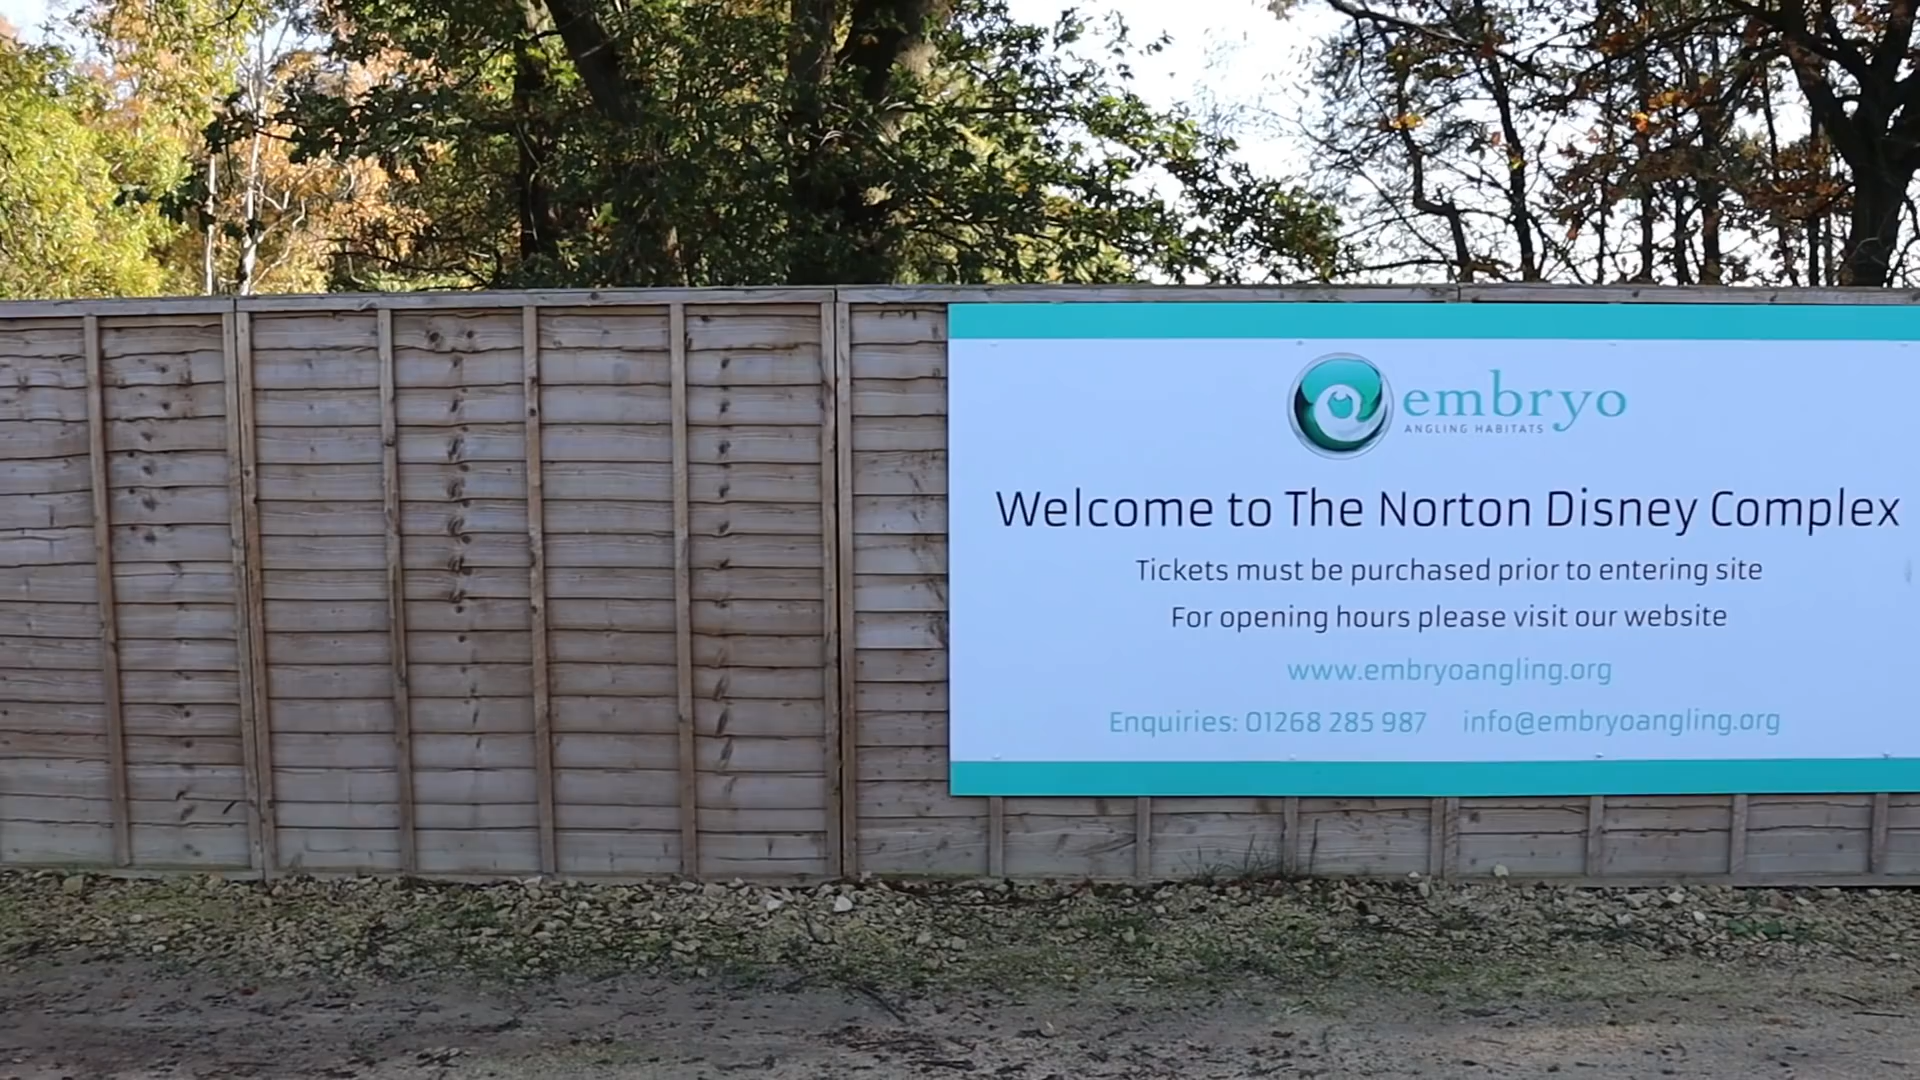 embryo
ANGLING HABITATS
Welcome to The Norton Disney Complex
Tickets must be purchased prior to entering site
For opening hours please visit our website
www.embryoangling.org
Enquiries: 01268 285 987 info@embryoangling.org